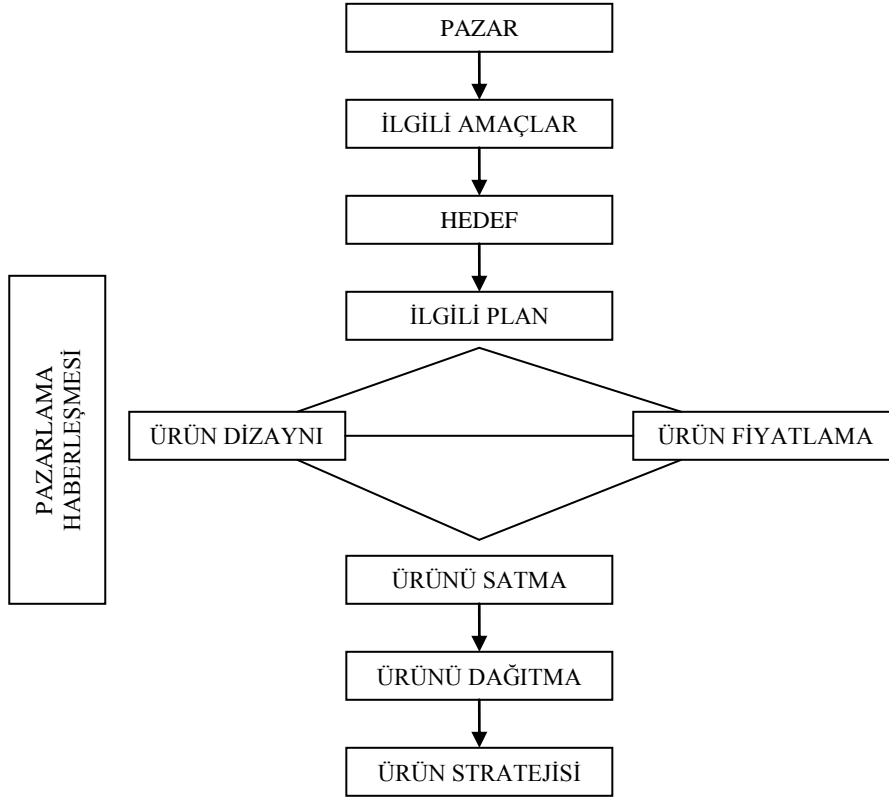 PAZAR
İLGİLİ AMAÇLAR
HEDEF
İLGİLİ PLAN
PAZARLAMA
HABERLEŞMESİ
ÜRÜN DİZAYNI
ÜRÜN FİYATLAMA
ÜRÜNÜ SATMA
ÜRÜNÜ DAĞITMA
ÜRÜN STRATEJİSİ